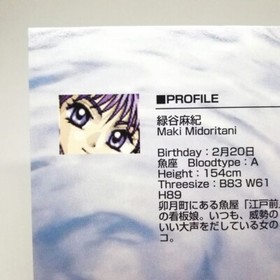 ■PROFILE
緑谷麻紀
Maki Midoritani
Birthday：2月20日
魚座　Bloodtype：A
Height：154cm
Threesize：B83 W61
H89
卯月町にある魚屋「江戸前」
の看板娘。いつも、威勢の
いい大声をだしている女の
コ。